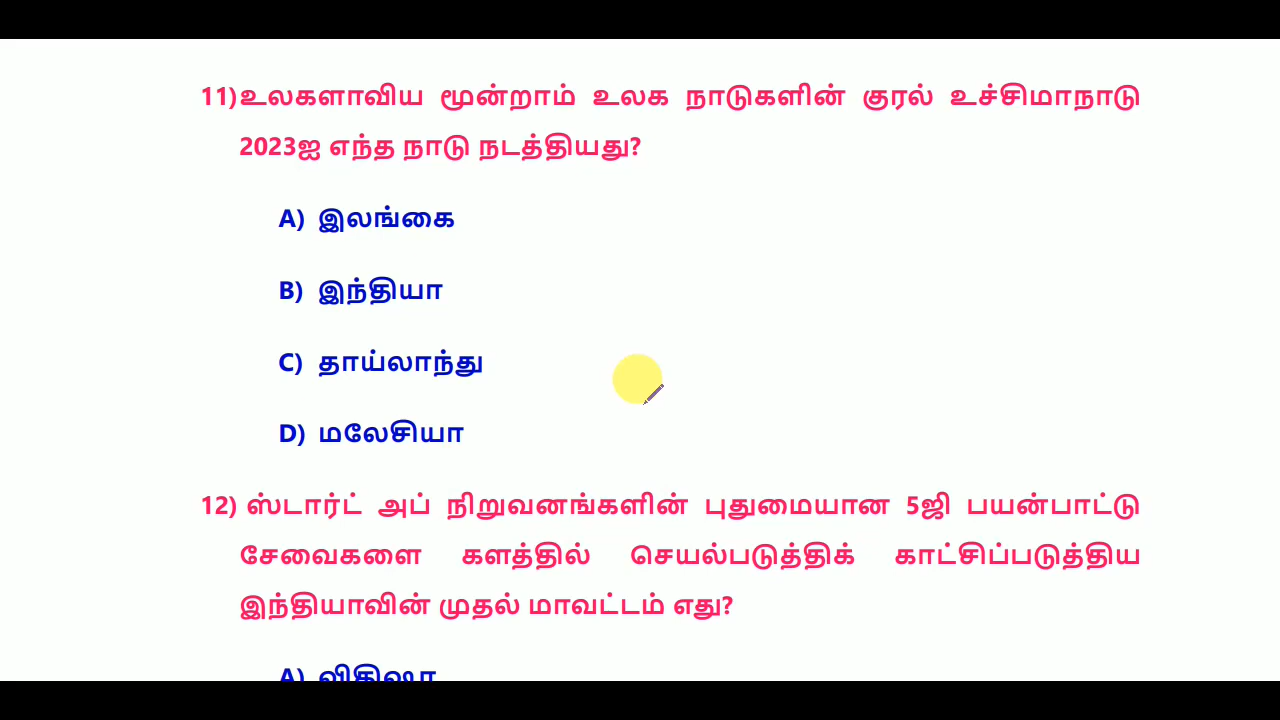 11)உலகளாவிய மூன்றாம் உலக நாடுகளின் குரல் உச்சிமாநாடு
2023ஐ எந்த நாடு நடத்தியது?
A) இலங்கை
B) இந்தியா
C) தாய்லாந்து
D) மலேசியா
12) ஸ்டார்ட் அப் நிறுவனங்களின் புதுமையான 5ஜி பயன்பாட்டு
சேவைகளை களத்தில் செயல்படுத்திக் காட்சிப்படுத்திய
இந்தியாவின் முதல் மாவட்டம் எது?
A) விதிஷா